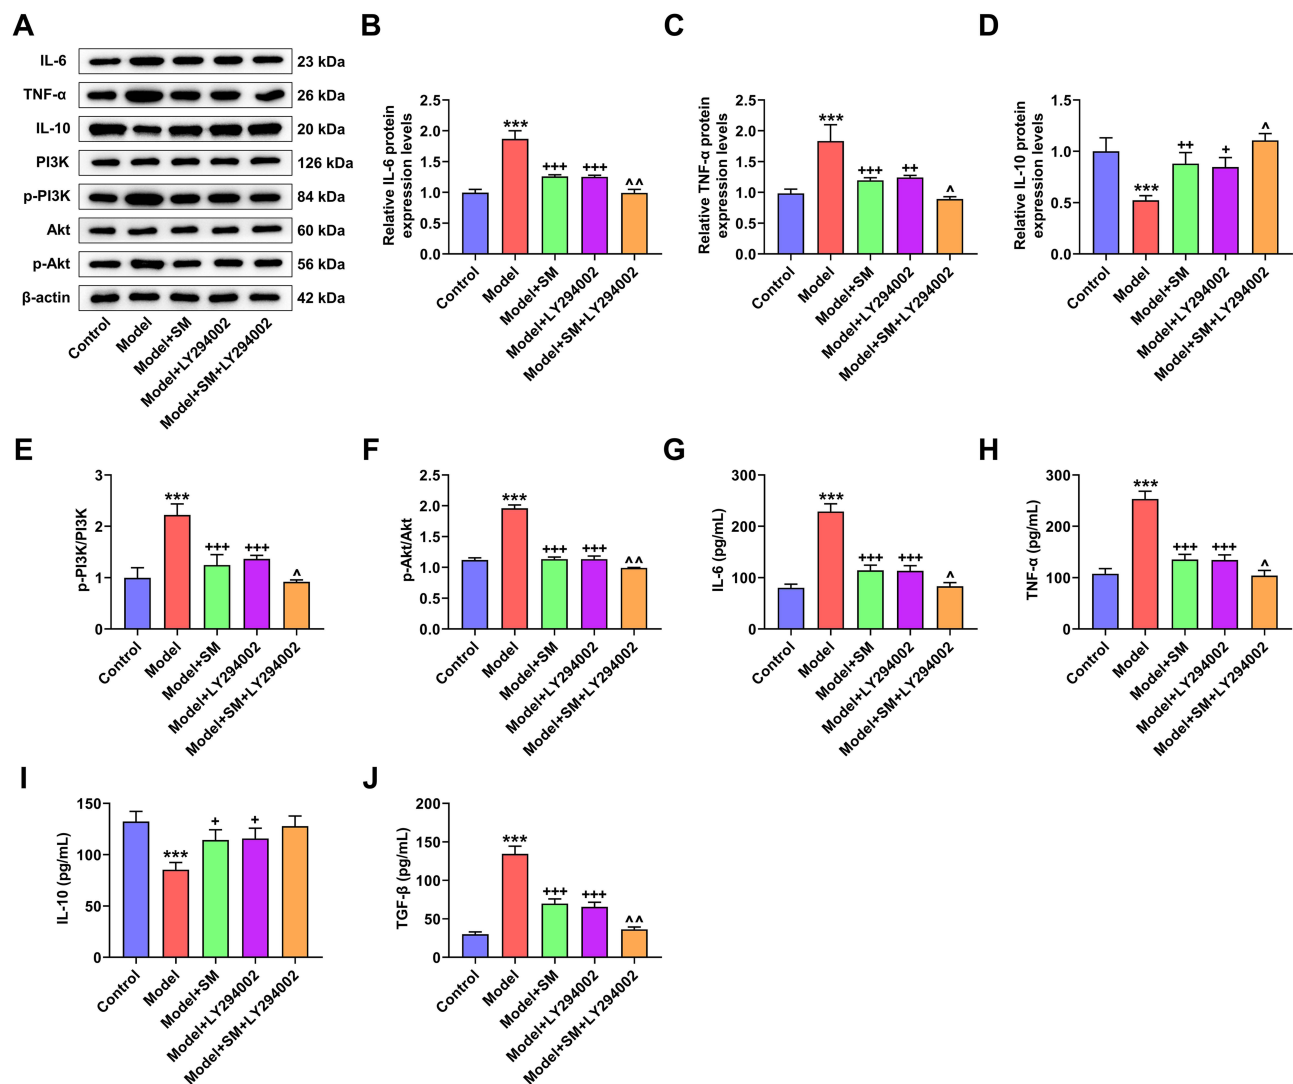 A
IL-6 23 kDa
TNF-α 26 kDa
IL-10 20 kDa
PI3K 126 kDa
p-PI3K 84 kDa
Akt 60 kDa
p-Akt 56 kDa
β-actin 42 kDa
Control
Model
Model+SM
Model+LY294002
Model+SM+LY294002
B
Relative IL-6 protein
expression levels
2.5
2.0
1.5
1.0
0.5
0.0
***
+++
+++
^^
Control
Model
Model+SM
Model+LY294002
Model+SM+LY294002
C
Relative TNF-α protein
expression levels
2.5
2.0
1.5
1.0
0.5
0.0
***
+++
++
^
Control
Model
Model+SM
Model+LY294002
Model+SM+LY294002
D
Relative IL-10 protein
expression levels
1.5
1.0
0.5
0.0
***
++
+
^
Control
Model
Model+SM
Model+LY294002
Model+SM+LY294002
E
p-PI3K/PI3K
3
2
1
0
***
+++
+++
^
Control
Model
Model+SM
Model+LY294002
Model+SM+LY294002
F
p-Akt/Akt
2.5
2.0
1.5
1.0
0.5
0.0
***
+++
+++
^^
Control
Model
Model+SM
Model+LY294002
Model+SM+LY294002
G
IL-6 (pg/mL)
300
200
100
0
***
+++
+++
^
Control
Model
Model+SM
Model+LY294002
Model+SM+LY294002
H
TNF-α (pg/mL)
300
200
100
0
***
+++
+++
^
Control
Model
Model+SM
Model+LY294002
Model+SM+LY294002
I
IL-10 (pg/mL)
150
100
50
0
***
+
+
Control
Model
Model+SM
Model+LY294002
Model+SM+LY294002
J
TGF-β (pg/mL)
200
150
100
50
0
***
+++
+++
^^
Control
Model
Model+SM
Model+LY294002
Model+SM+LY294002